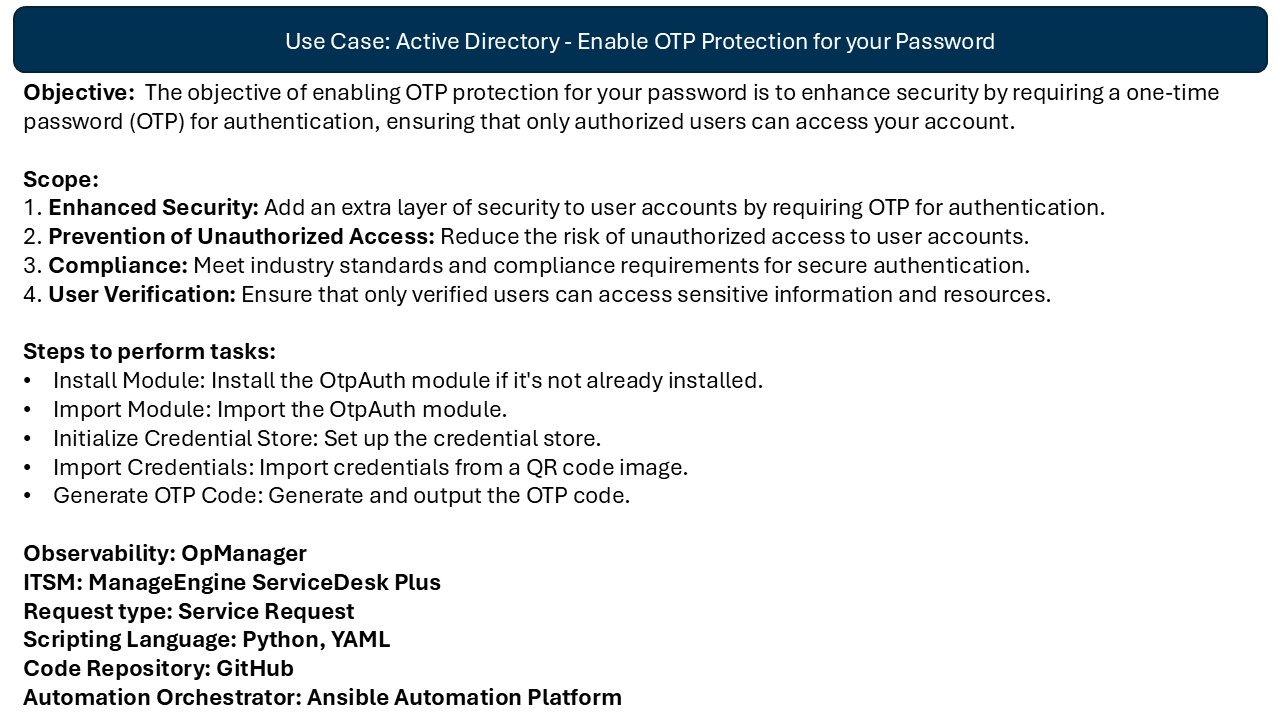 Use Case: Active Directory - Enable OTP Protection for your Password
Objective:  The objective of enabling OTP protection for your password is to enhance security by requiring a one-time
password (OTP) for authentication, ensuring that only authorized users can access your account.
Scope:
1. Enhanced Security: Add an extra layer of security to user accounts by requiring OTP for authentication.
2. Prevention of Unauthorized Access: Reduce the risk of unauthorized access to user accounts.
3. Compliance: Meet industry standards and compliance requirements for secure authentication.
4. User Verification: Ensure that only verified users can access sensitive information and resources.
Steps to perform tasks:
• Install Module: Install the OtpAuth module if it's not already installed.
• Import Module: Import the OtpAuth module.
• Initialize Credential Store: Set up the credential store.
• Import Credentials: Import credentials from a QR code image.
• Generate OTP Code: Generate and output the OTP code.
Observability: OpManager
ITSM: ManageEngine ServiceDesk Plus
Request type: Service Request
Scripting Language: Python, YAML
Code Repository: GitHub
Automation Orchestrator: Ansible Automation Platform